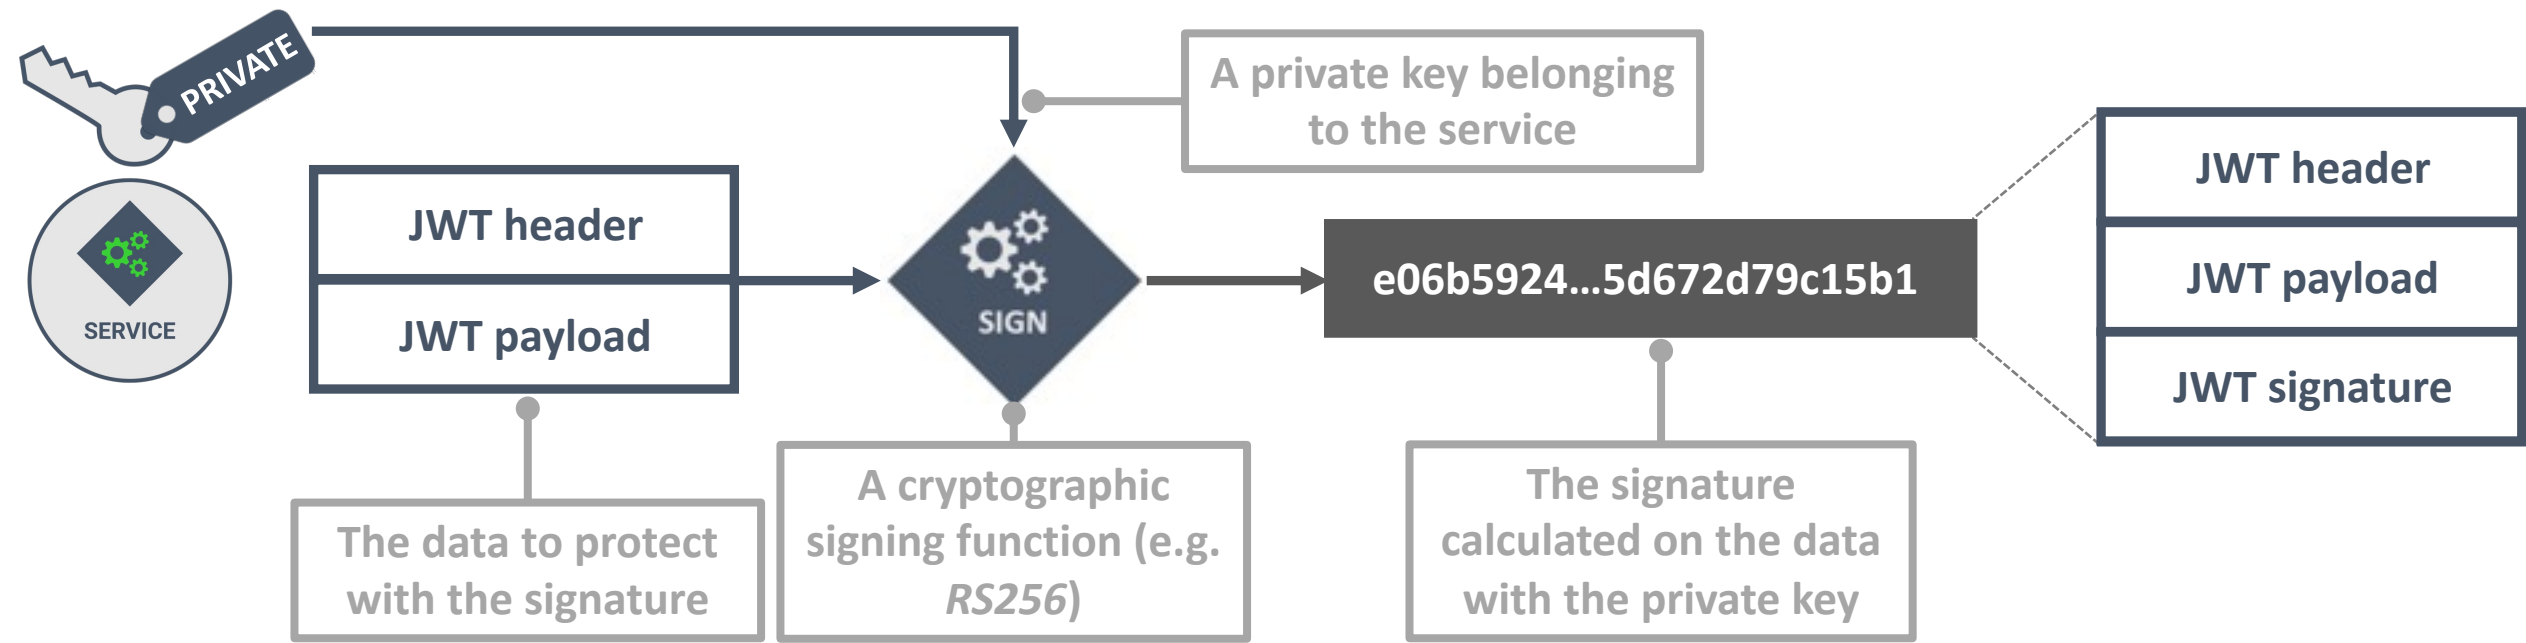 PRIVATE
A private key belonging
to the service
SERVICE
JWT header
JWT payload
SIGN
e06b5924...5d672d79c15b1
JWT header
JWT payload
JWT signature
The data to protect
with the signature
A cryptographic
signing function (e.g.
RS256)
The signature
calculated on the data
with the private key